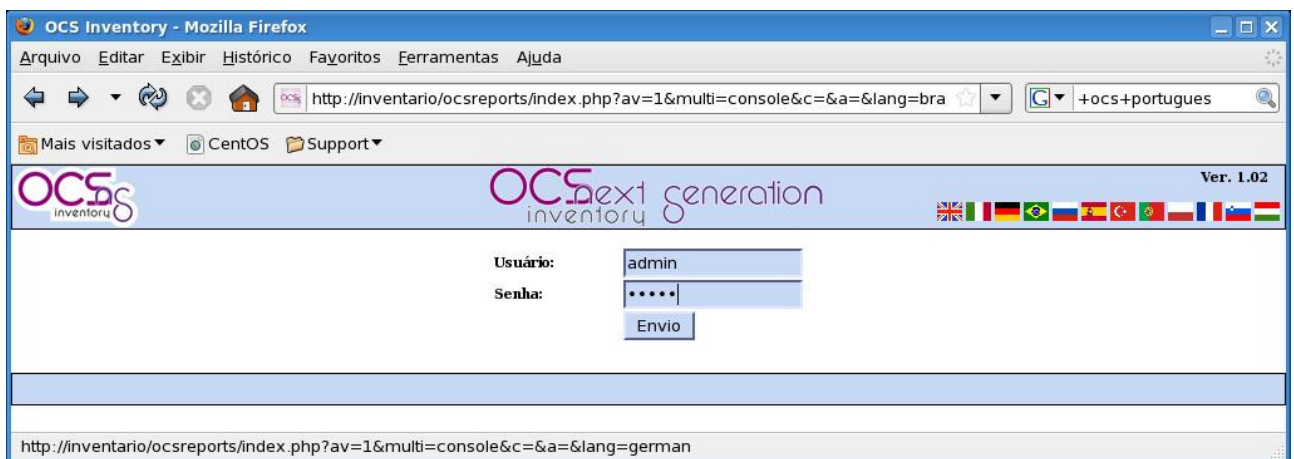 OCS Inventory - Mozilla Firefox
Arquivo Editar Exibir Histórico Favoritos Ferramentas Ajuda
http://inventario/ocsreports/index.php?av=1&multi=console&c=&a=&lang=bra
G
+ocs+portugues
Mais visitados CentOS Support
OCS ng
inventory
OCS next generation
inventory
Ver. 1.02
Usuário: admin
Senha: •••••
Envio
http://inventario/ocsreports/index.php?av=1&multi=console&c=&a=&lang=german